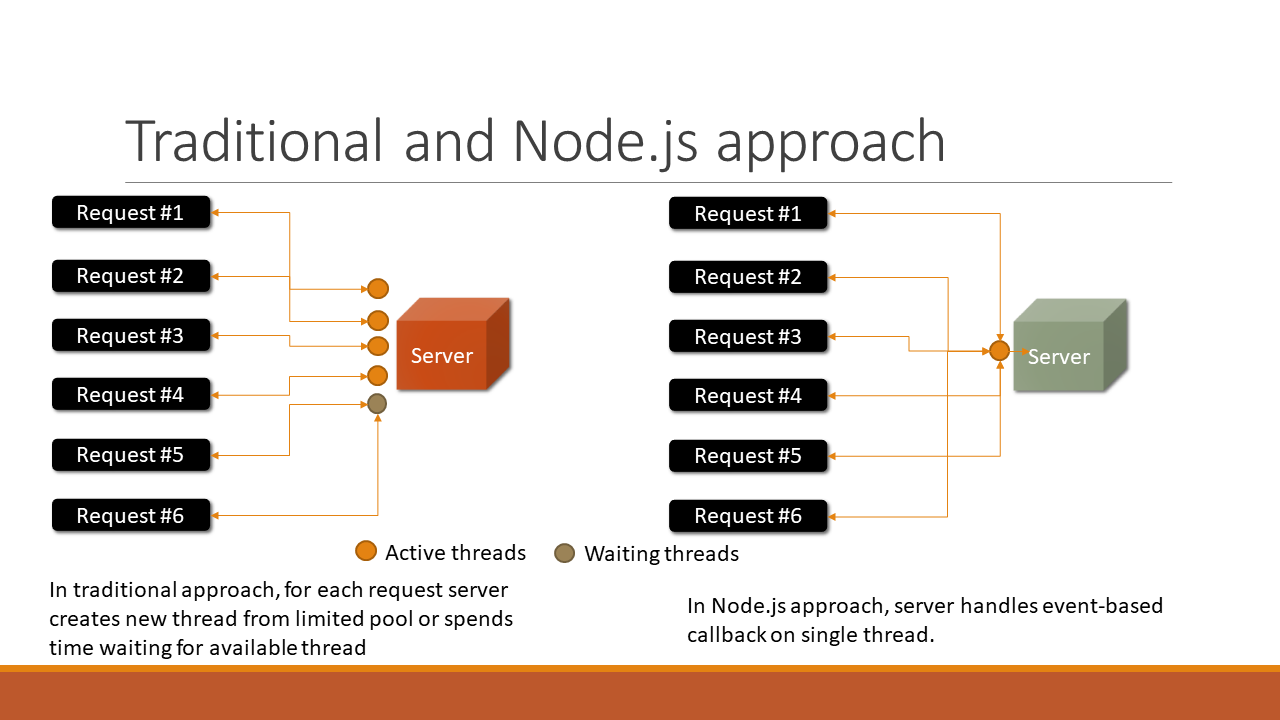 Traditional and Node.js approach
Request #1
Request #2
Request #3
Request #4
Request #5
Request #6
Server
Request #1
Request #2
Request #3
Request #4
Request #5
Request #6
Server
Active threads
Waiting threads
In traditional approach, for each request server
creates new thread from limited pool or spends
time waiting for available thread
In Node.js approach, server handles event-based
callback on single thread.